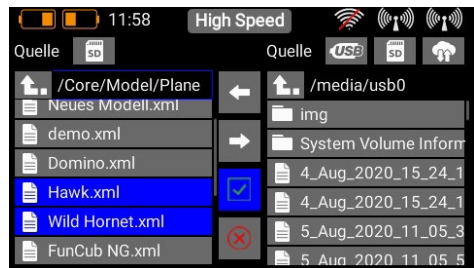 11:58
High Speed
Quelle
SD
Quelle
USB
SD
/Core/Model/Plane
/media/usb0
Neues Modell.xml
demo.xml
Domino.xml
Hawk.xml
Wild Hornet.xml
FunCub NG.xml
img
System Volume Inform
4_Aug_2020_15_24_1
4_Aug_2020_15_24_1
5_Aug_2020_11_05_3
5_Aug_2020_11_05_5